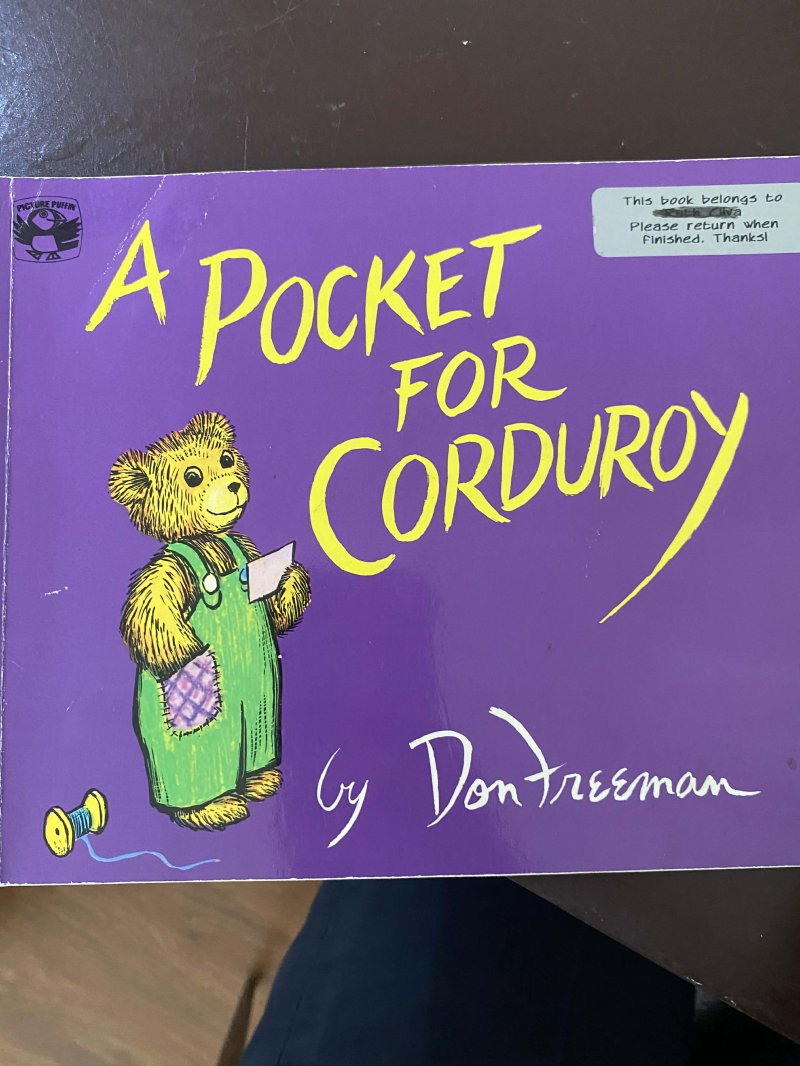 PICTURE PUFFIN
This book belongs to
Please return when
finished. Thanks!
A POCKET
FOR
CORDUROY
by Don Freeman